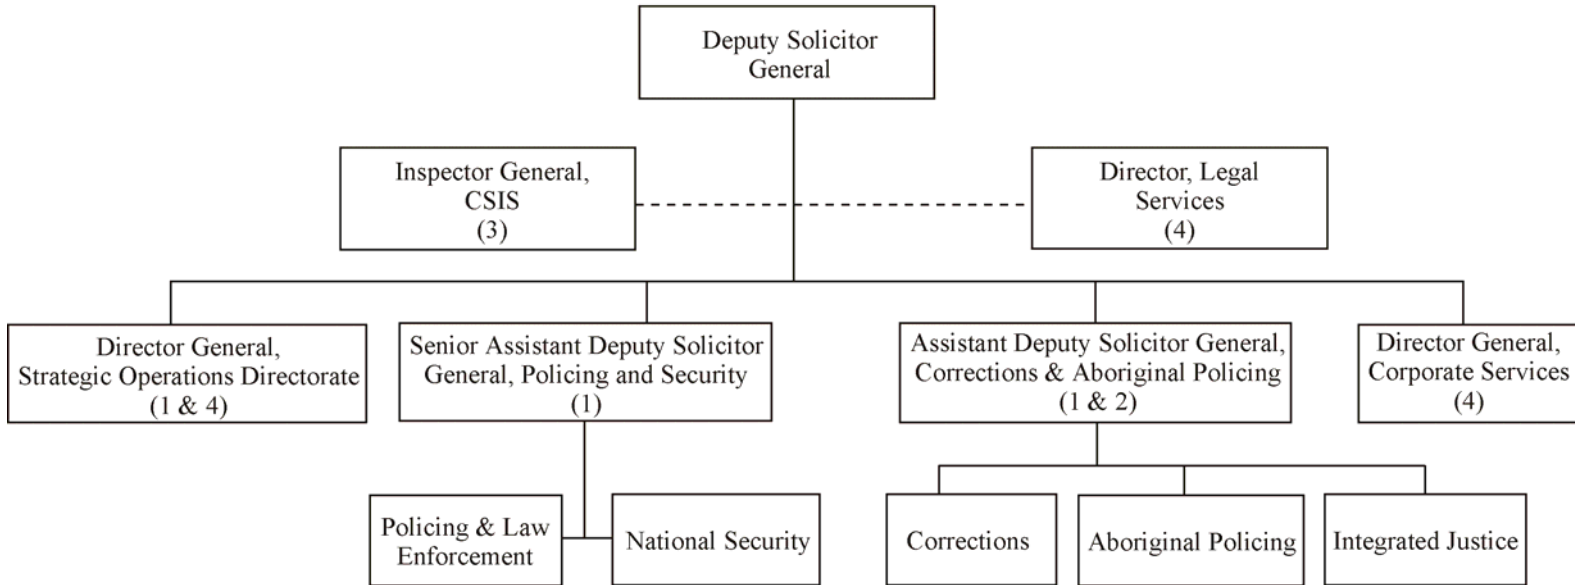 Deputy Solicitor
General
Inspector General,
CSIS
(3)
Director, Legal
Services
(4)
Director General,
Strategic Operations Directorate
(1 & 4)
Senior Assistant Deputy Solicitor
General, Policing and Security
(1)
Assistant Deputy Solicitor General,
Corrections & Aboriginal Policing
(1 & 2)
Director General,
Corporate Services
(4)
Policing & Law
Enforcement
National Security
Corrections
Aboriginal Policing
Integrated Justice